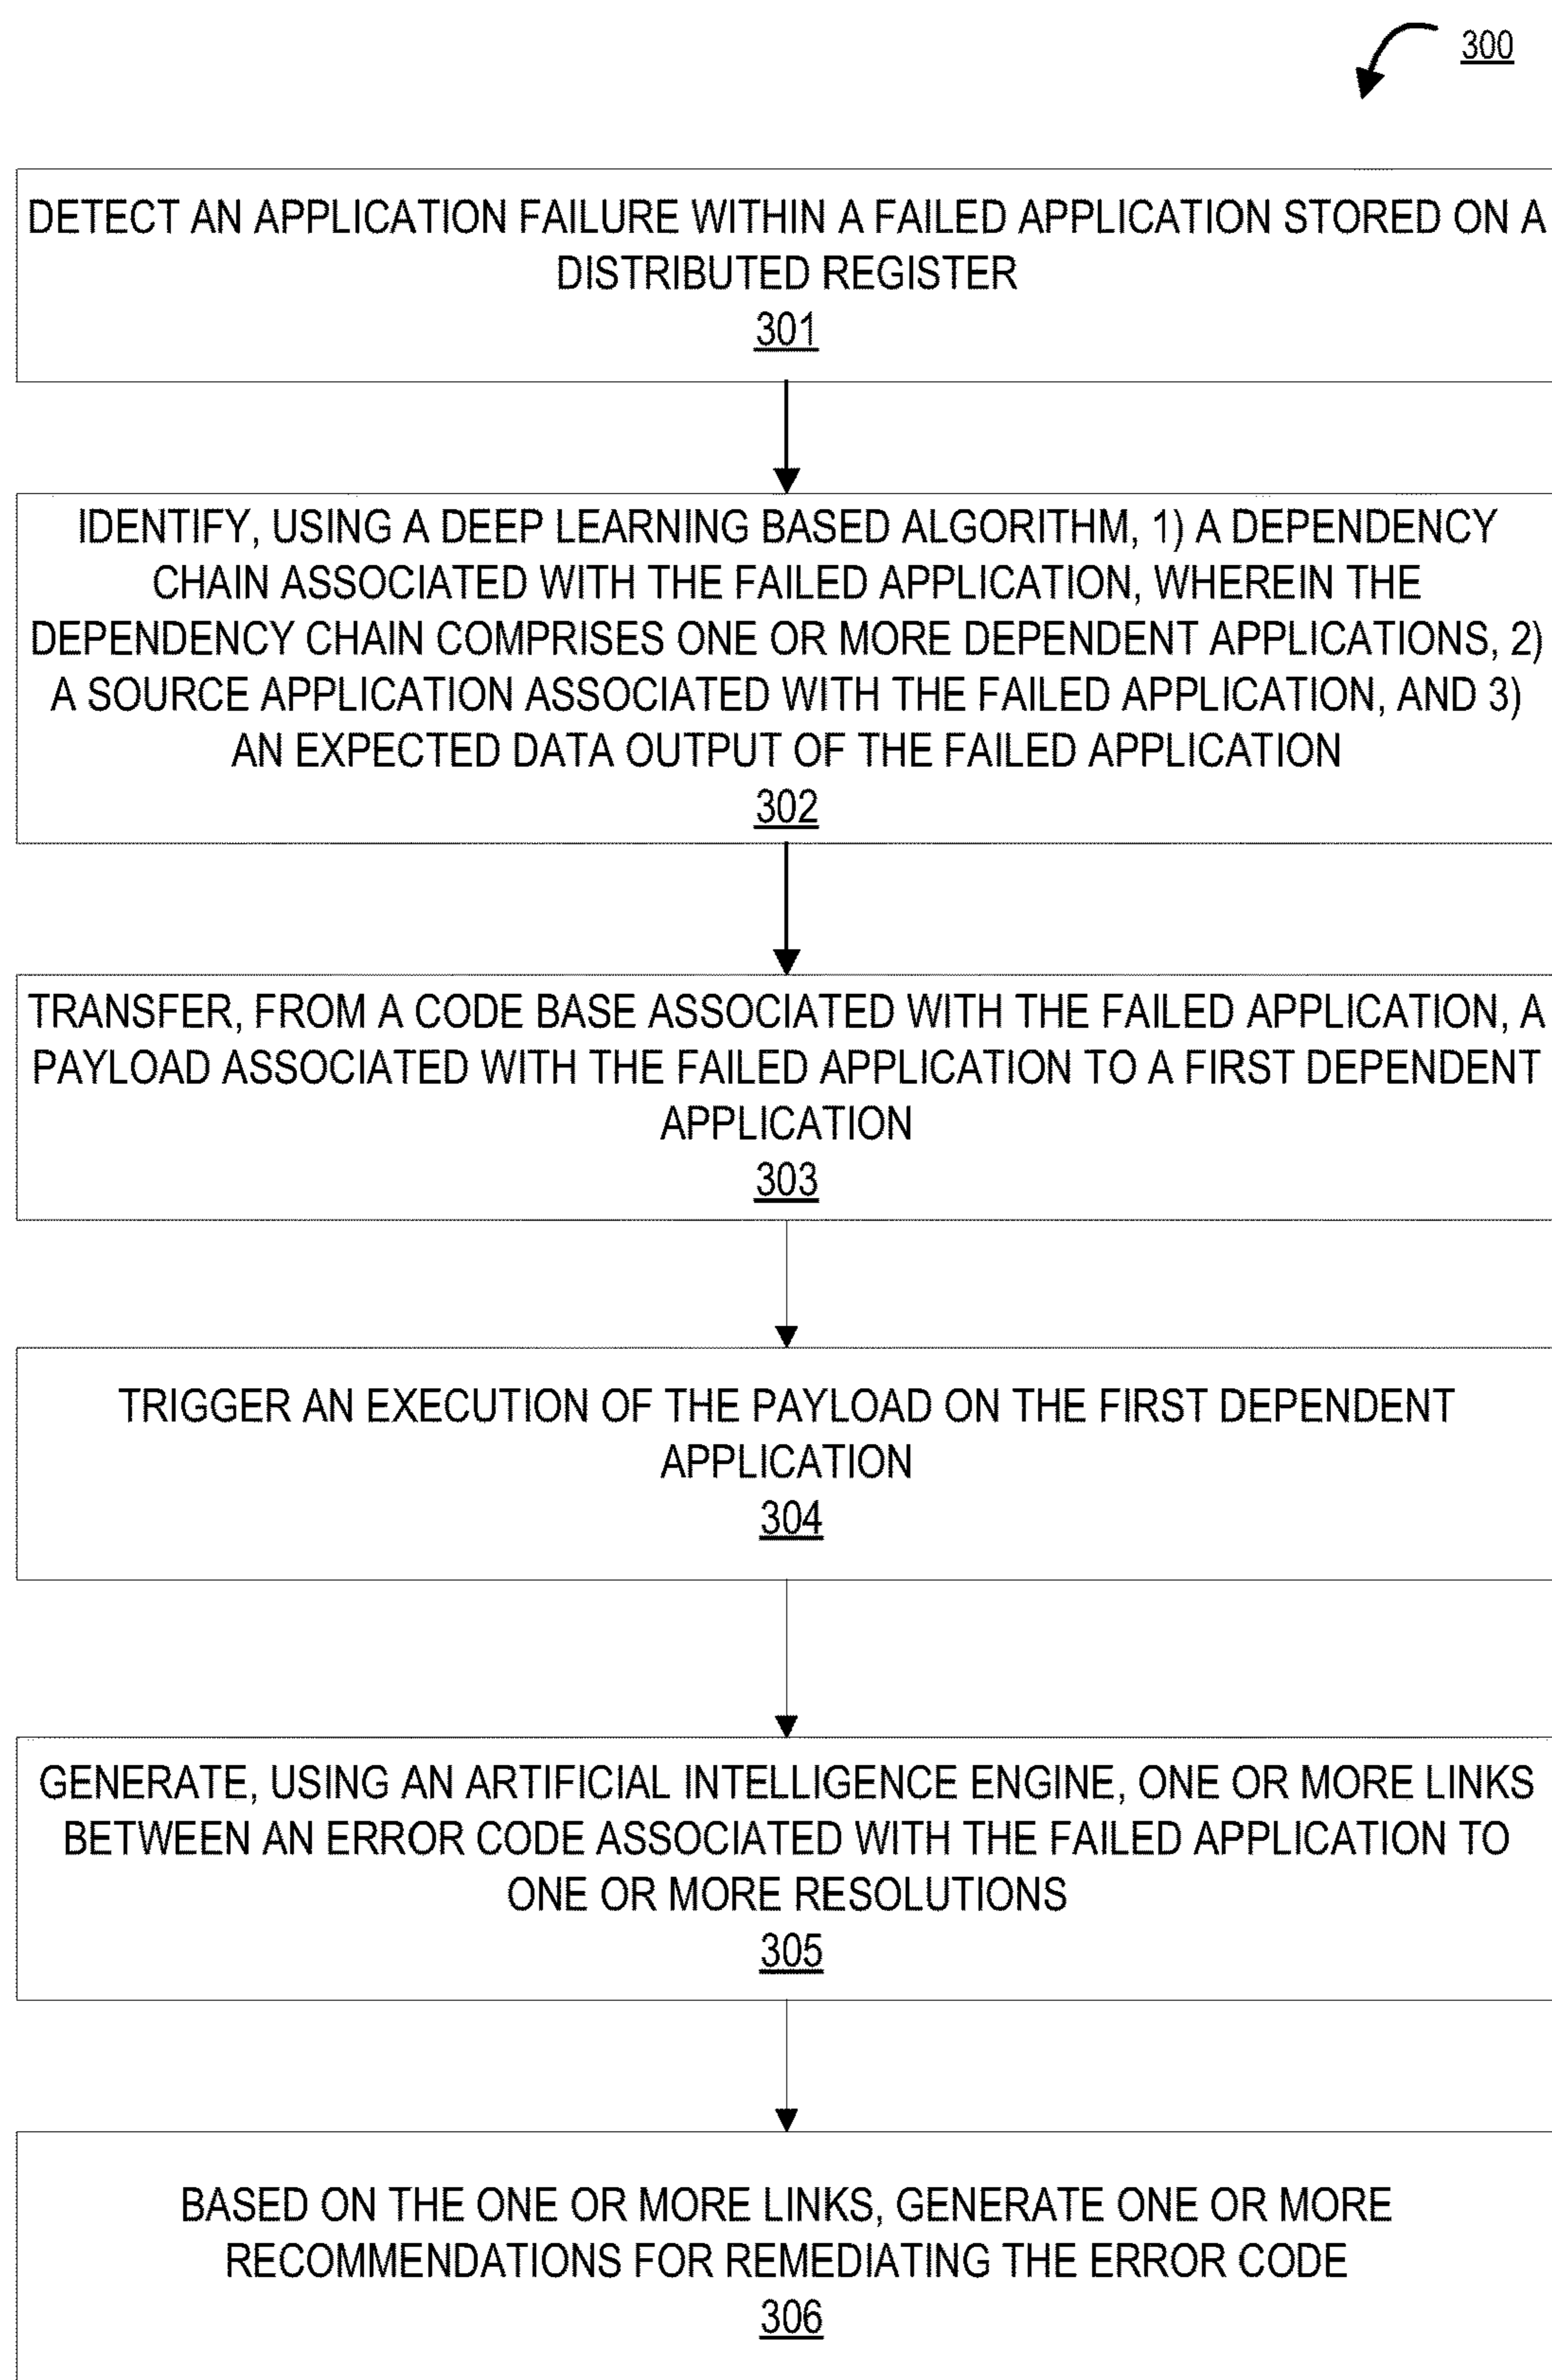 300
DETECT AN APPLICATION FAILURE WITHIN A FAILED APPLICATION STORED ON A
DISTRIBUTED REGISTER
301
IDENTIFY, USING A DEEP LEARNING BASED ALGORITHM, 1) A DEPENDENCY
CHAIN ASSOCIATED WITH THE FAILED APPLICATION, WHEREIN THE
DEPENDENCY CHAIN COMPRISES ONE OR MORE DEPENDENT APPLICATIONS, 2)
A SOURCE APPLICATION ASSOCIATED WITH THE FAILED APPLICATION, AND 3)
AN EXPECTED DATA OUTPUT OF THE FAILED APPLICATION
302
TRANSFER, FROM A CODE BASE ASSOCIATED WITH THE FAILED APPLICATION, A
PAYLOAD ASSOCIATED WITH THE FAILED APPLICATION TO A FIRST DEPENDENT
APPLICATION
303
TRIGGER AN EXECUTION OF THE PAYLOAD ON THE FIRST DEPENDENT
APPLICATION
304
GENERATE, USING AN ARTIFICIAL INTELLIGENCE ENGINE, ONE OR MORE LINKS
BETWEEN AN ERROR CODE ASSOCIATED WITH THE FAILED APPLICATION TO
ONE OR MORE RESOLUTIONS
305
BASED ON THE ONE OR MORE LINKS, GENERATE ONE OR MORE
RECOMMENDATIONS FOR REMEDIATING THE ERROR CODE
306